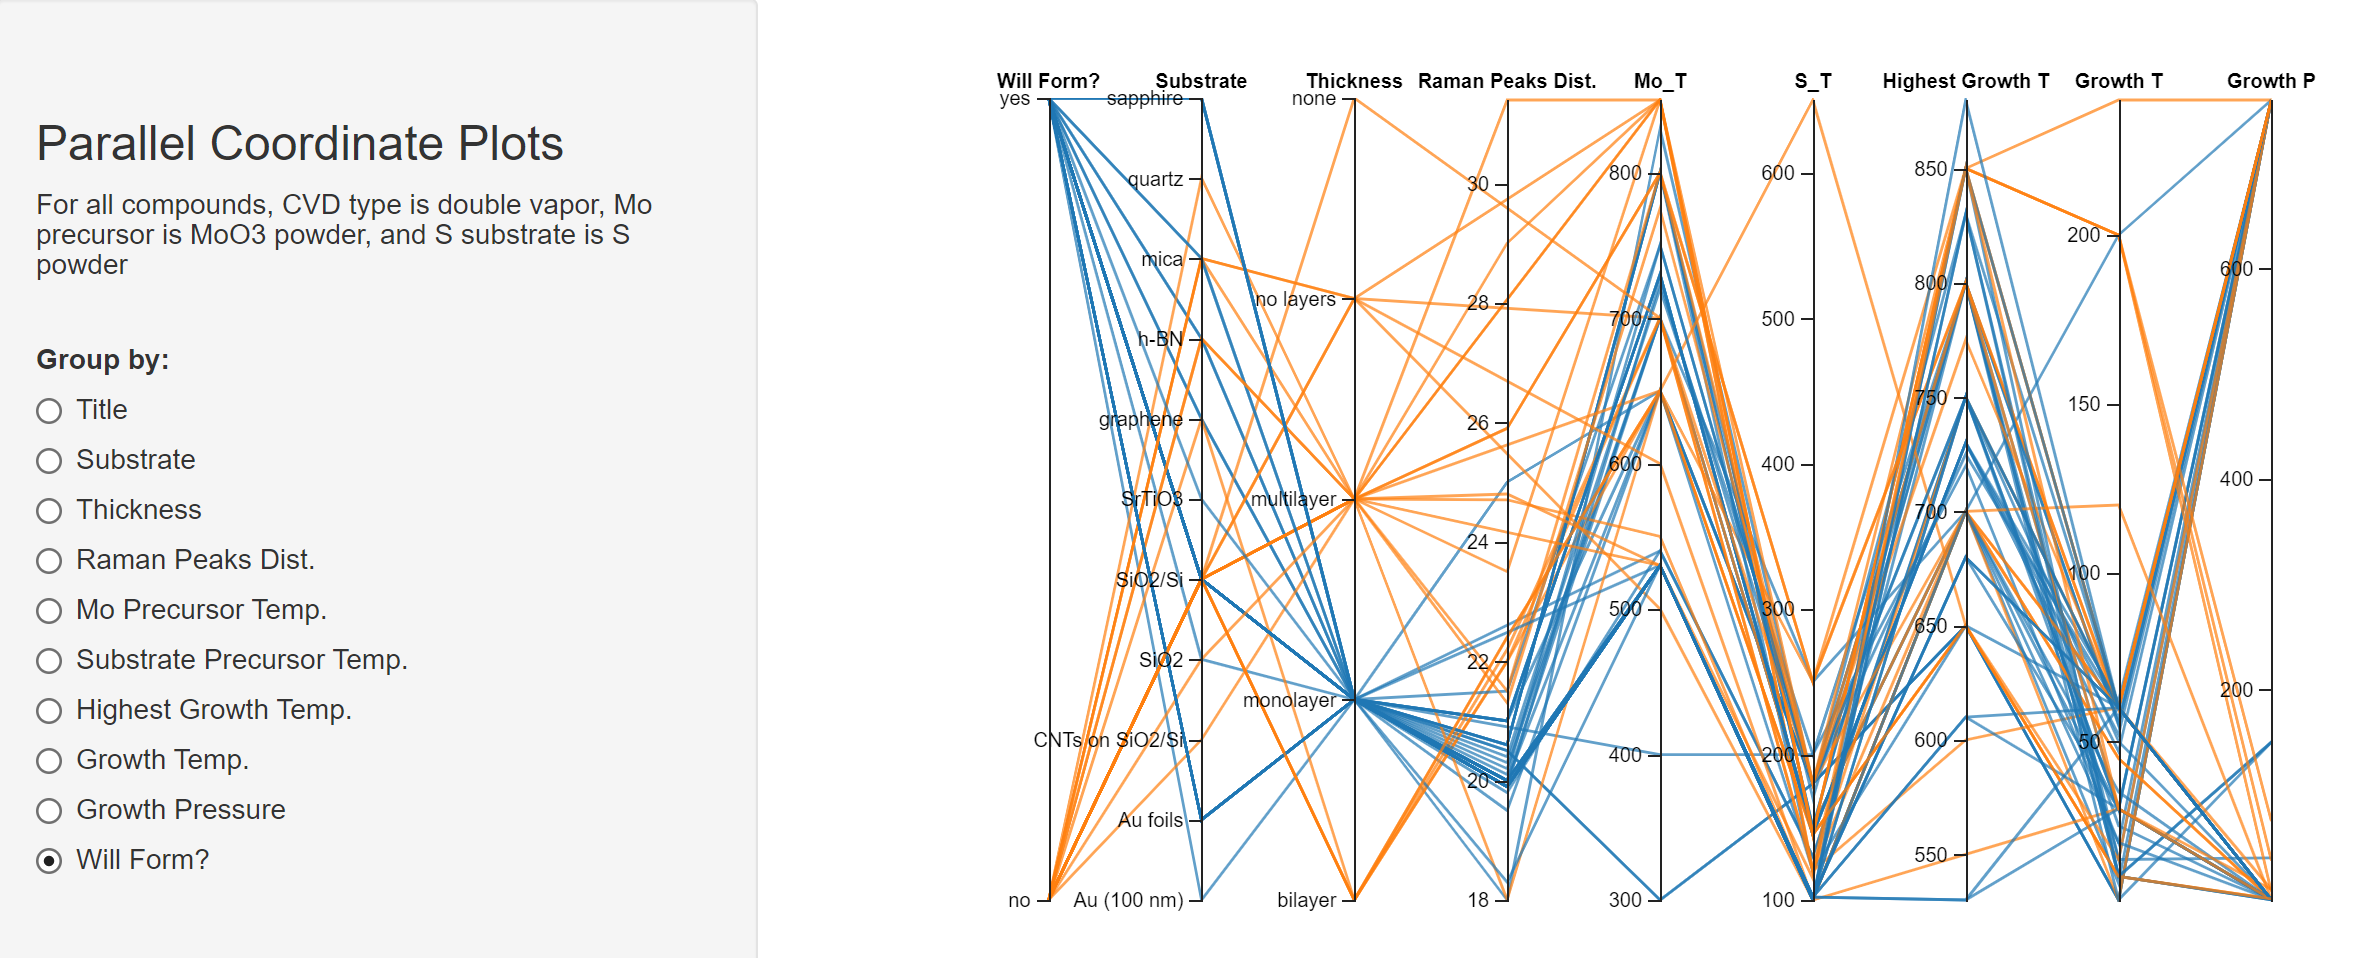 Parallel Coordinate Plots
For all compounds, CVD type is double vapor, Mo
precursor is MoO3 powder, and S substrate is S
powder
Group by:
Title
Substrate
Thickness
Raman Peaks Dist.
Mo Precursor Temp.
Substrate Precursor Temp.
Highest Growth Temp.
Growth Temp.
Growth Pressure
Will Form?
Will Form?
yes
no
Substrate
sapphire
quartz
mica
h-BN
graphene
SrTiO3
SiO2/Si
SiO2
CNTs on SiO2/Si
Au foils
Au (100 nm)
Thickness
none
no layers
multilayer
monolayer
bilayer
Raman Peaks Dist.
30
28
26
24
22
20
18
Mo_T
800
700
600
500
400
300
S_T
600
500
400
300
200
100
Highest Growth T
850
800
750
700
650
600
550
Growth T
200
150
100
50
Growth P
600
400
200